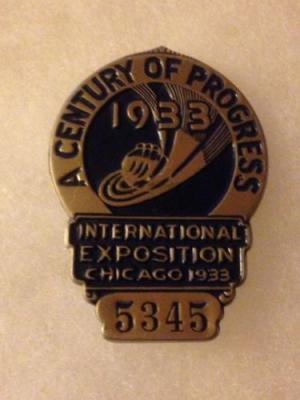 A CENTURY OF PROGRESS
1933
INTERNATIONAL
EXPOSITION
CHICAGO 1933
5345